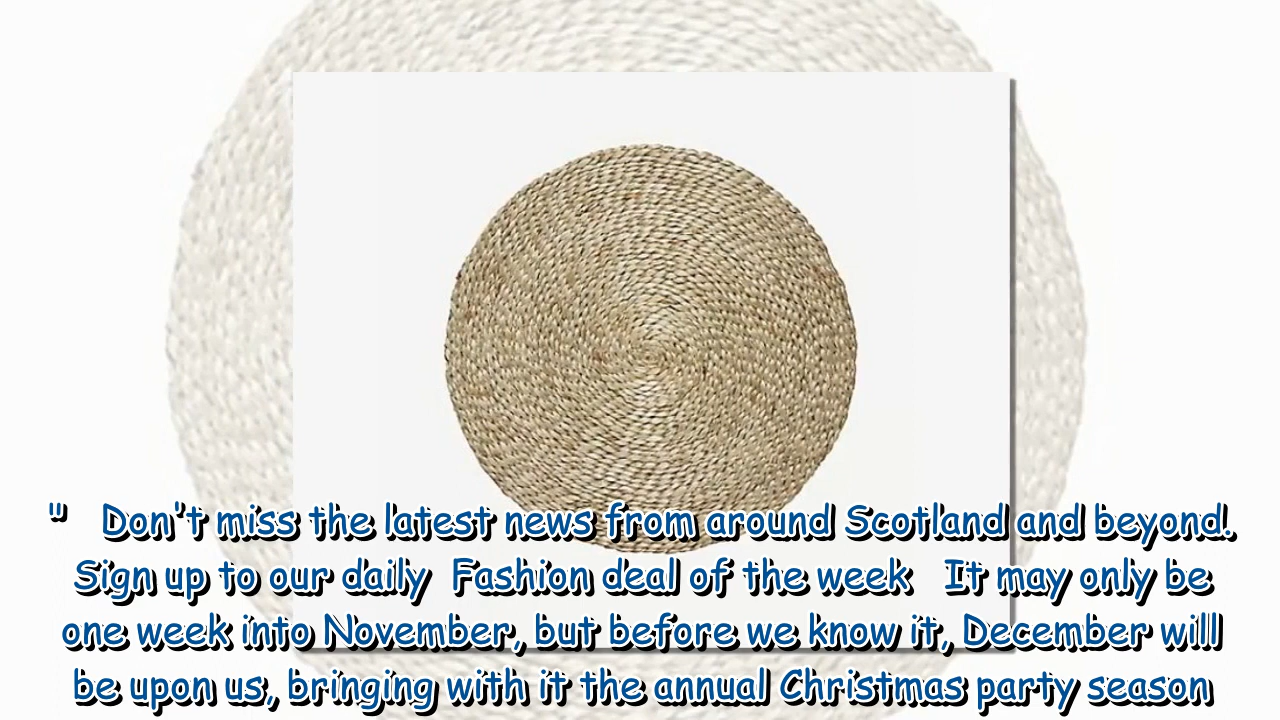 "   Don't miss the latest news from around Scotland and beyond.
Sign up to our daily  Fashion deal of the week   It may only be
one week into November, but before we know it, December will
be upon us, bringing with it the annual Christmas party season